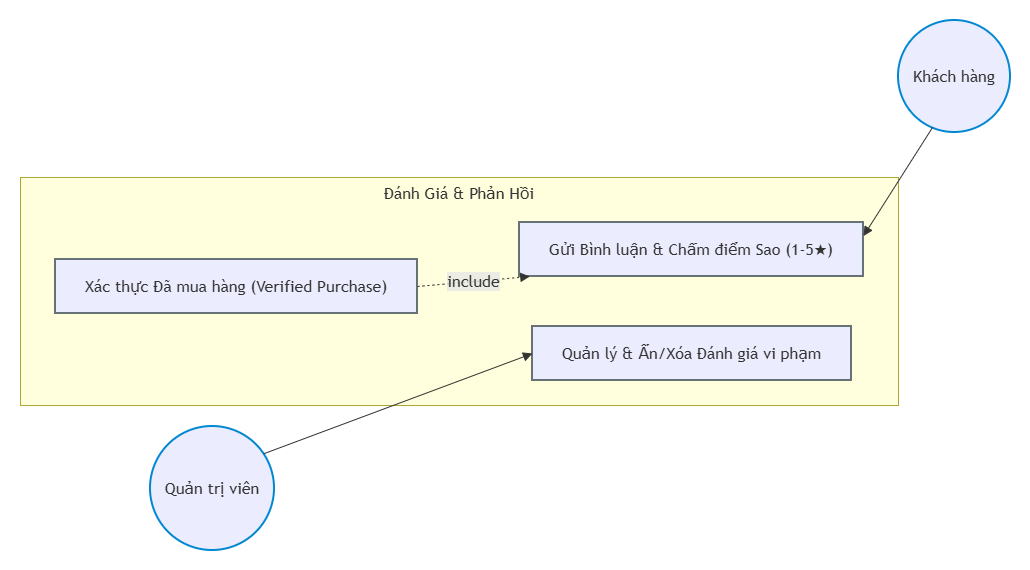 Khách hàng
Đánh Giá & Phản Hồi
Gửi Bình luận & Chấm điểm Sao (1-5★)
Xác thực Đã mua hàng (Verified Purchase)
include
Quản lý & Ẩn/Xóa Đánh giá vi phạm
Quản trị viên